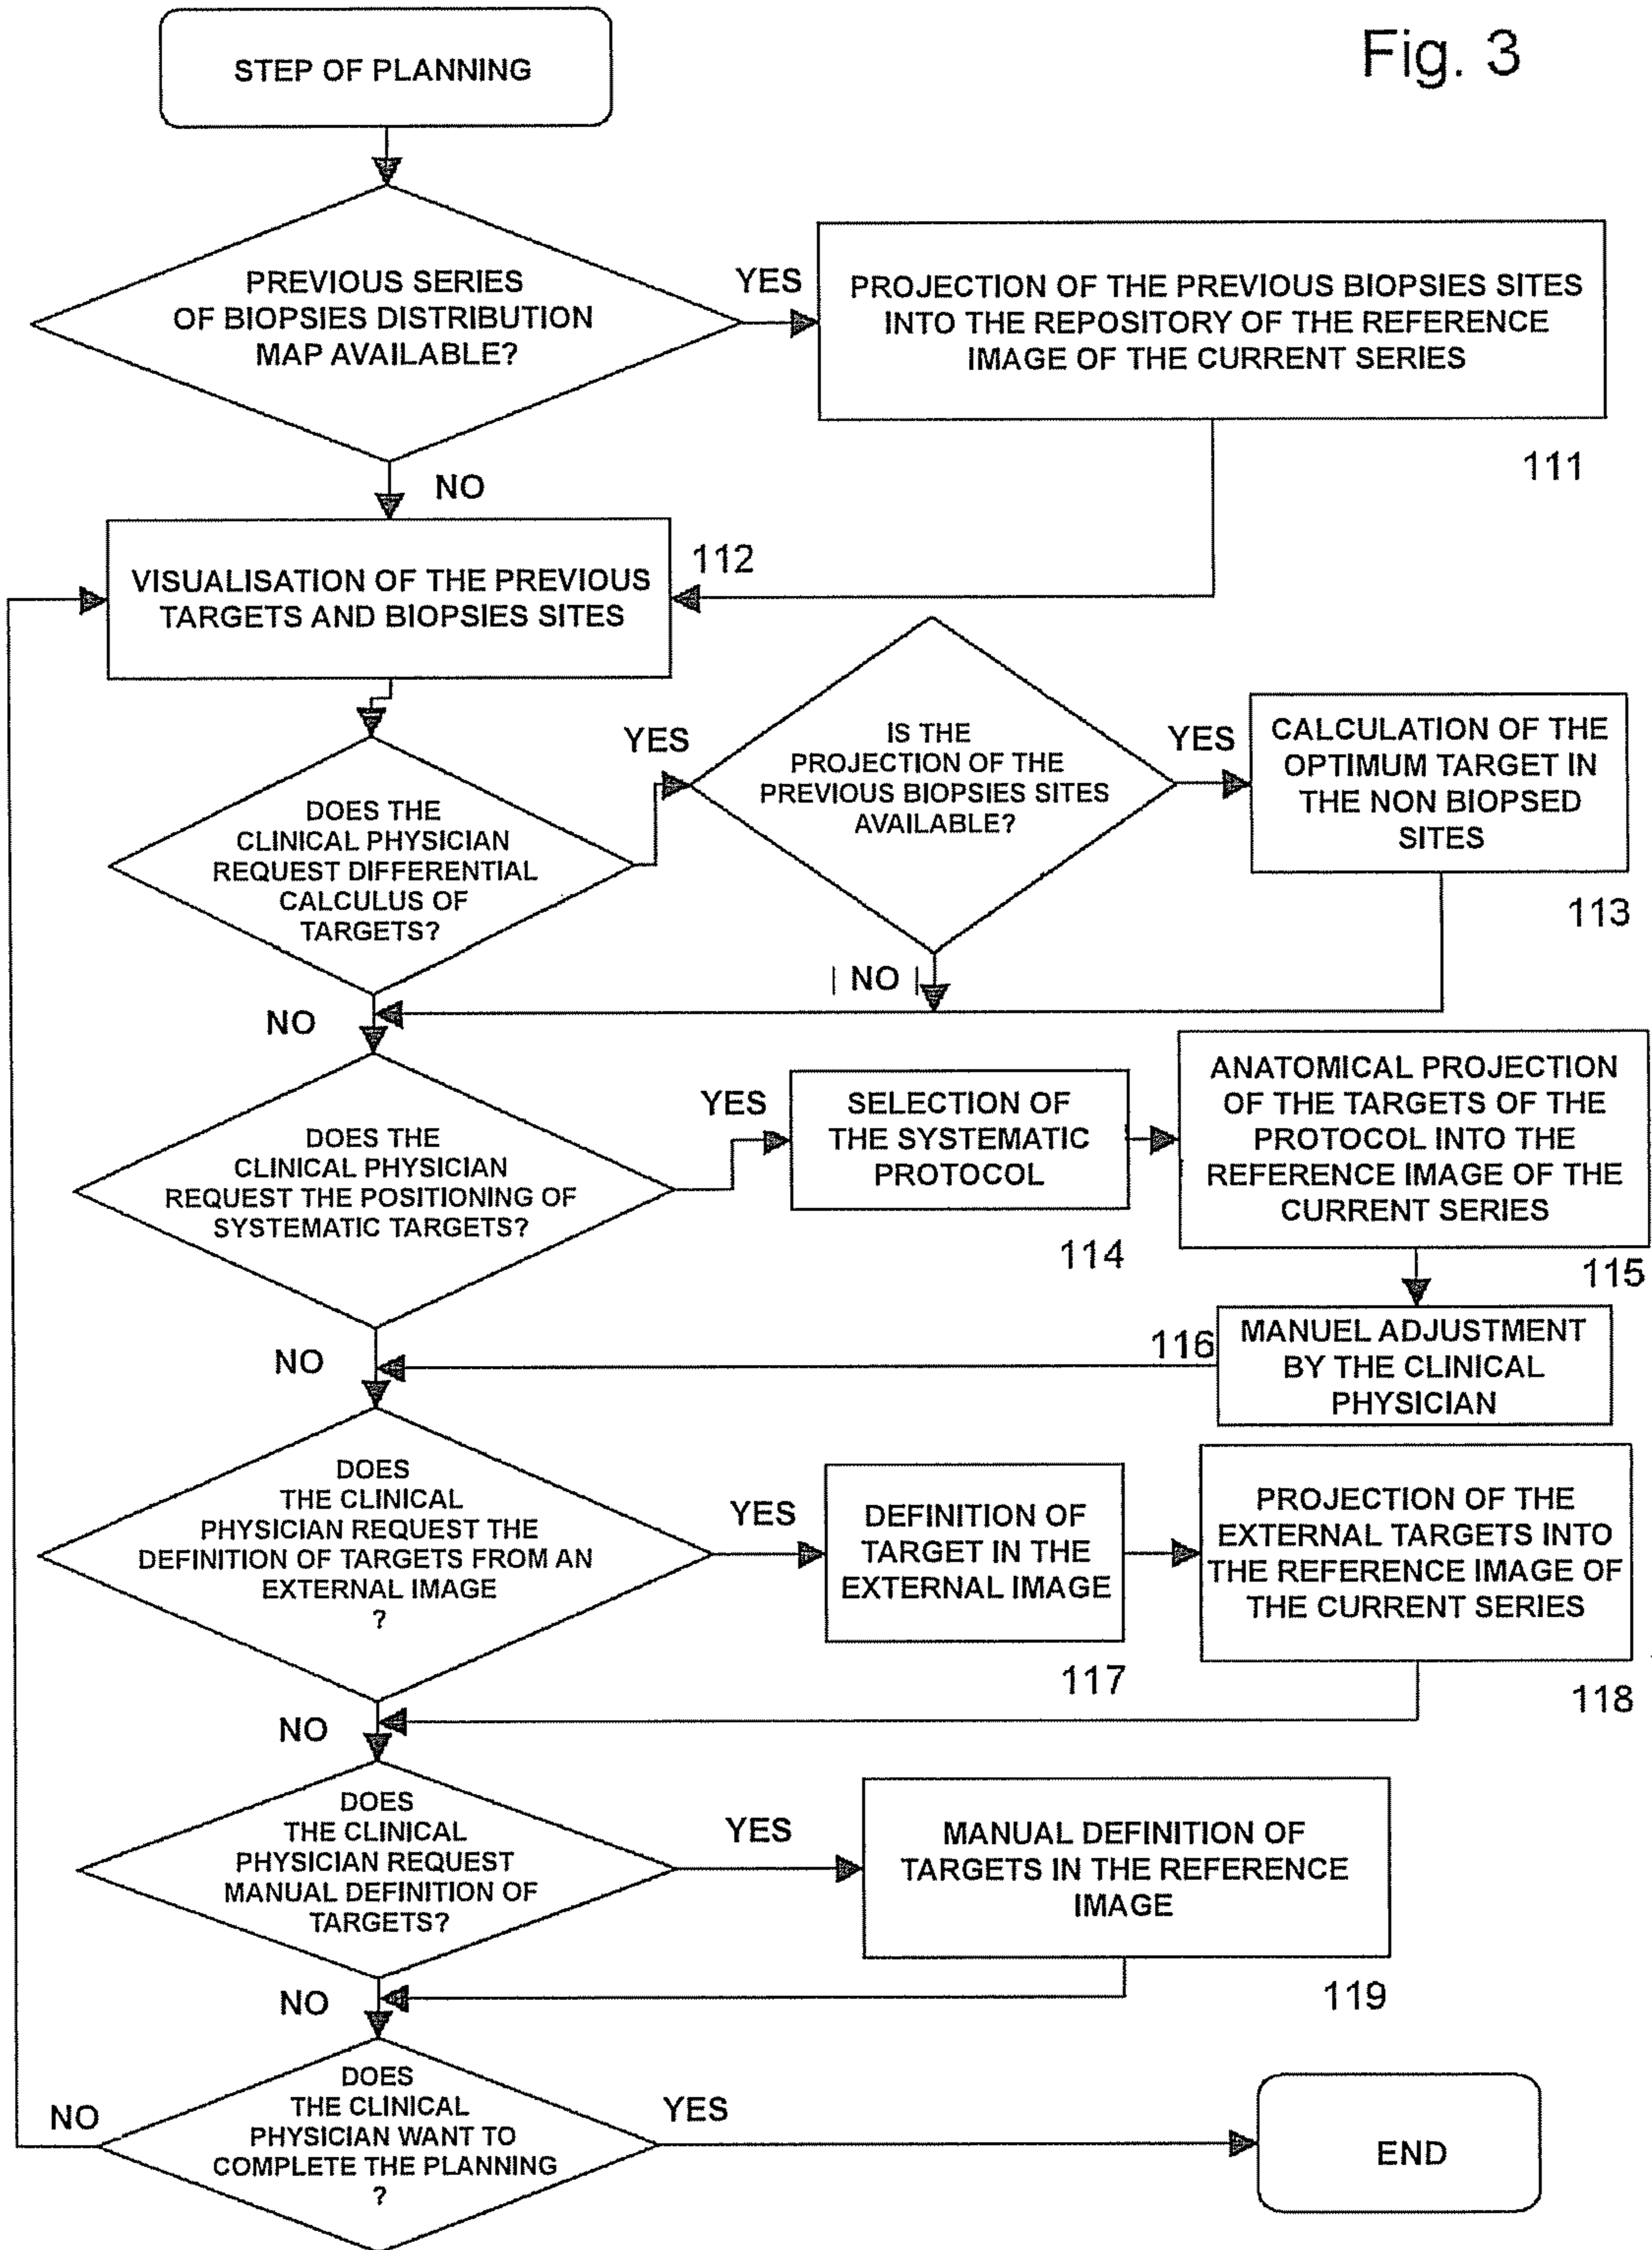 Fig. 3
STEP OF PLANNING
PREVIOUS SERIES
OF BIOPSIES DISTRIBUTION
MAP AVAILABLE?
YES
PROJECTION OF THE PREVIOUS BIOPSIES SITES
INTO THE REPOSITORY OF THE REFERENCE
IMAGE OF THE CURRENT SERIES
111
NO
VISUALISATION OF THE PREVIOUS
TARGETS AND BIOPSIES SITES
112
DOES THE
CLINICAL PHYSICIAN
REQUEST DIFFERENTIAL
CALCULUS OF
TARGETS?
YES
IS THE
PROJECTION OF THE
PREVIOUS BIOPSIES SITES
AVAILABLE?
YES
CALCULATION OF THE
OPTIMUM TARGET IN
THE NON BIOPSED
SITES
113
NO
NO
DOES THE
CLINICAL PHYSICIAN
REQUEST THE POSITIONING OF
SYSTEMATIC TARGETS?
YES
SELECTION OF
THE SYSTEMATIC
PROTOCOL
114
ANATOMICAL PROJECTION
OF THE TARGETS OF THE
PROTOCOL INTO THE
REFERENCE IMAGE OF THE
CURRENT SERIES
115
MANUEL ADJUSTMENT
BY THE CLINICAL
PHYSICIAN
116
NO
DOES
THE CLINICAL
PHYSICIAN REQUEST THE
DEFINITION OF TARGETS FROM AN
EXTERNAL IMAGE
?
YES
DEFINITION OF
TARGET IN THE
EXTERNAL IMAGE
117
PROJECTION OF THE
EXTERNAL TARGETS INTO
THE REFERENCE IMAGE OF
THE CURRENT SERIES
118
NO
DOES
THE CLINICAL
PHYSICIAN REQUEST
MANUAL DEFINITION OF
TARGETS?
YES
MANUAL DEFINITION OF
TARGETS IN THE REFERENCE
IMAGE
119
NO
DOES
THE CLINICAL
PHYSICIAN WANT TO
COMPLETE THE PLANNING
?
NO
YES
END